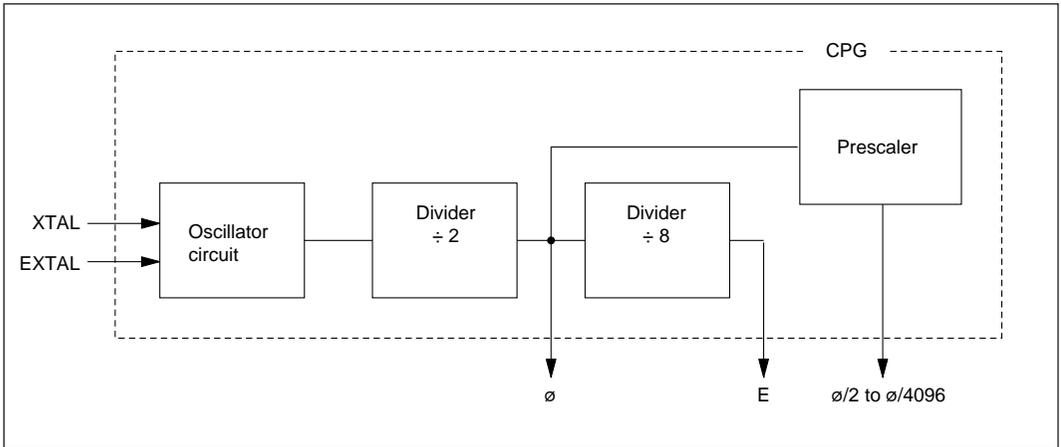 CPG
Prescaler
XTAL
EXTAL
Oscillator
circuit
Divider
÷ 2
Divider
÷ 8
ø
E
ø/2 to ø/4096